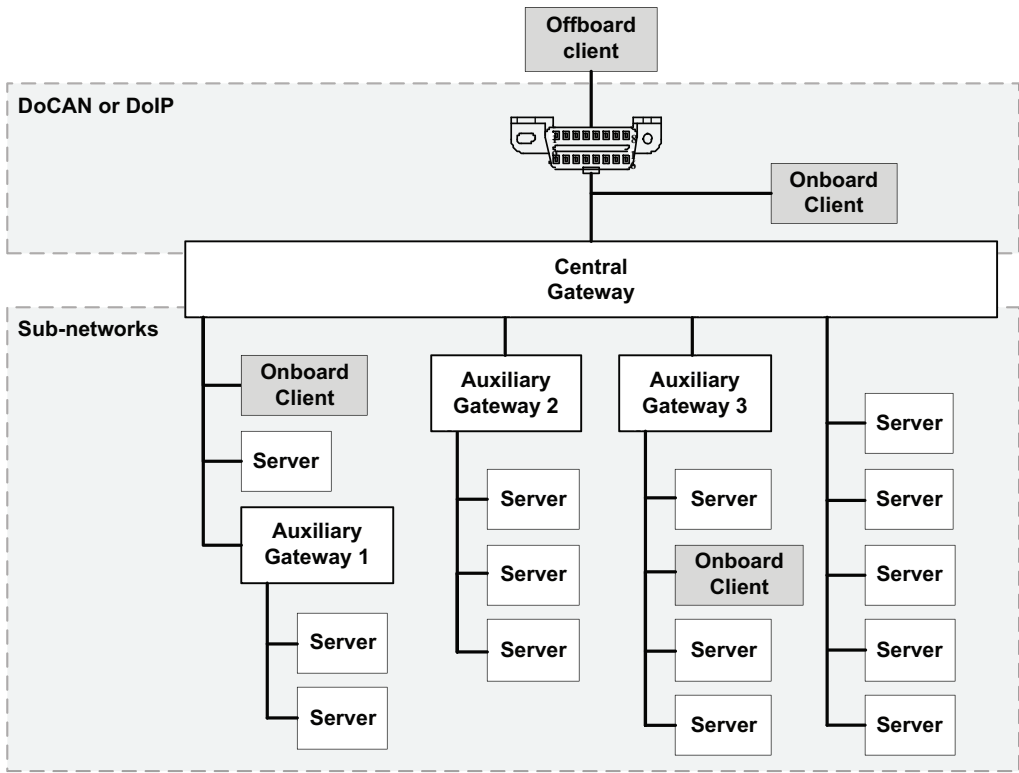 Offboard
client
DoCAN or DoIP
Onboard
Client
Central
Gateway
Sub-networks
Onboard
Client
Server
Auxiliary
Gateway 1
Server
Server
Auxiliary
Gateway 2
Server
Server
Server
Auxiliary
Gateway 3
Server
Onboard
Client
Server
Server
Server
Server
Server
Server
Server